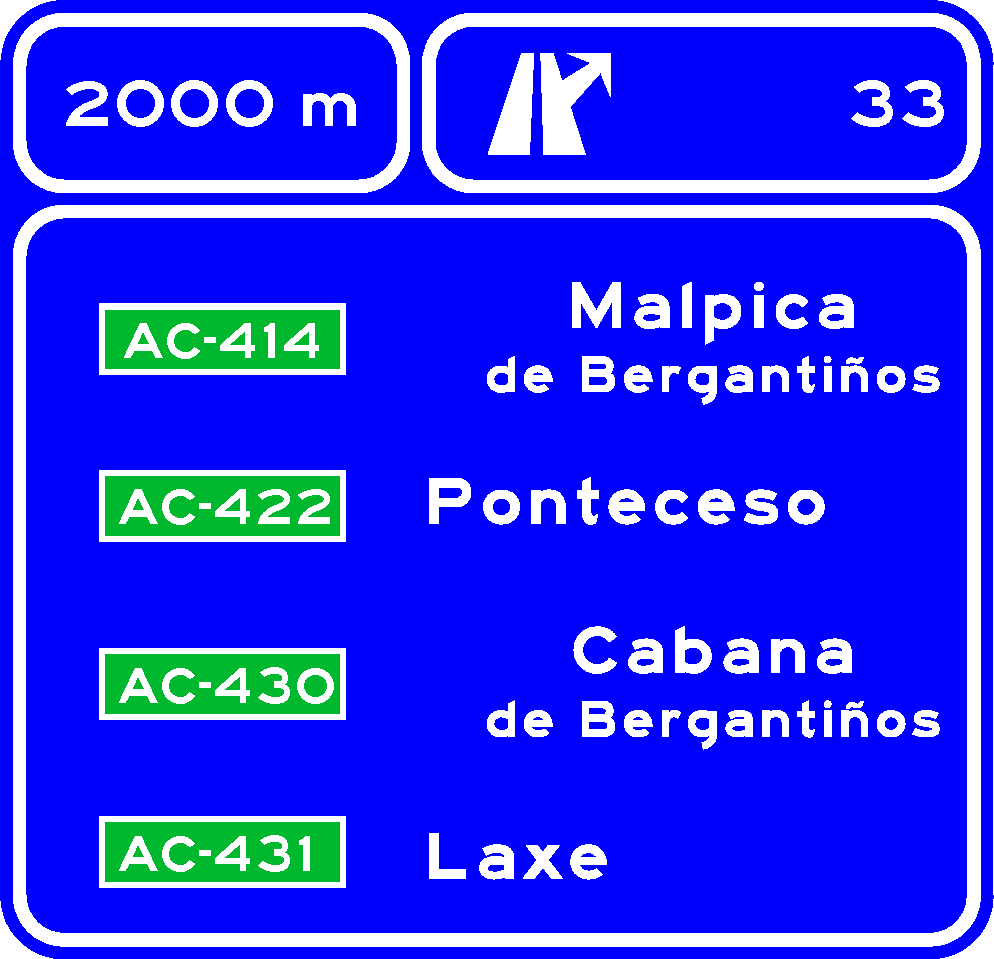 2000 m
33
AC-414
Malpica
de Bergantiños
AC-422
Ponteceso
AC-430
Cabana
de Bergantiños
AC-431
Laxe